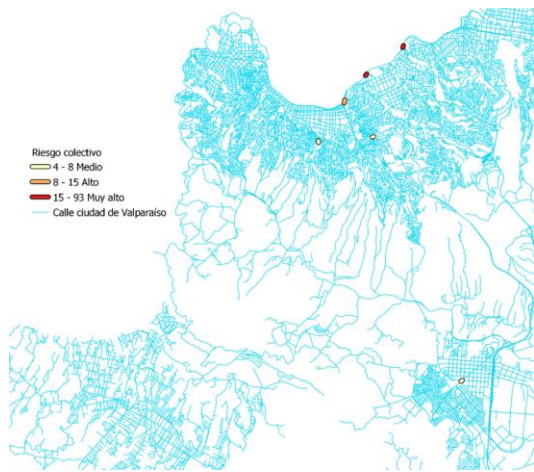 Riesgo colectivo
4 - 8 Medio
8 - 15 Alto
15 - 93 Muy alto
Calle ciudad de Valparaíso